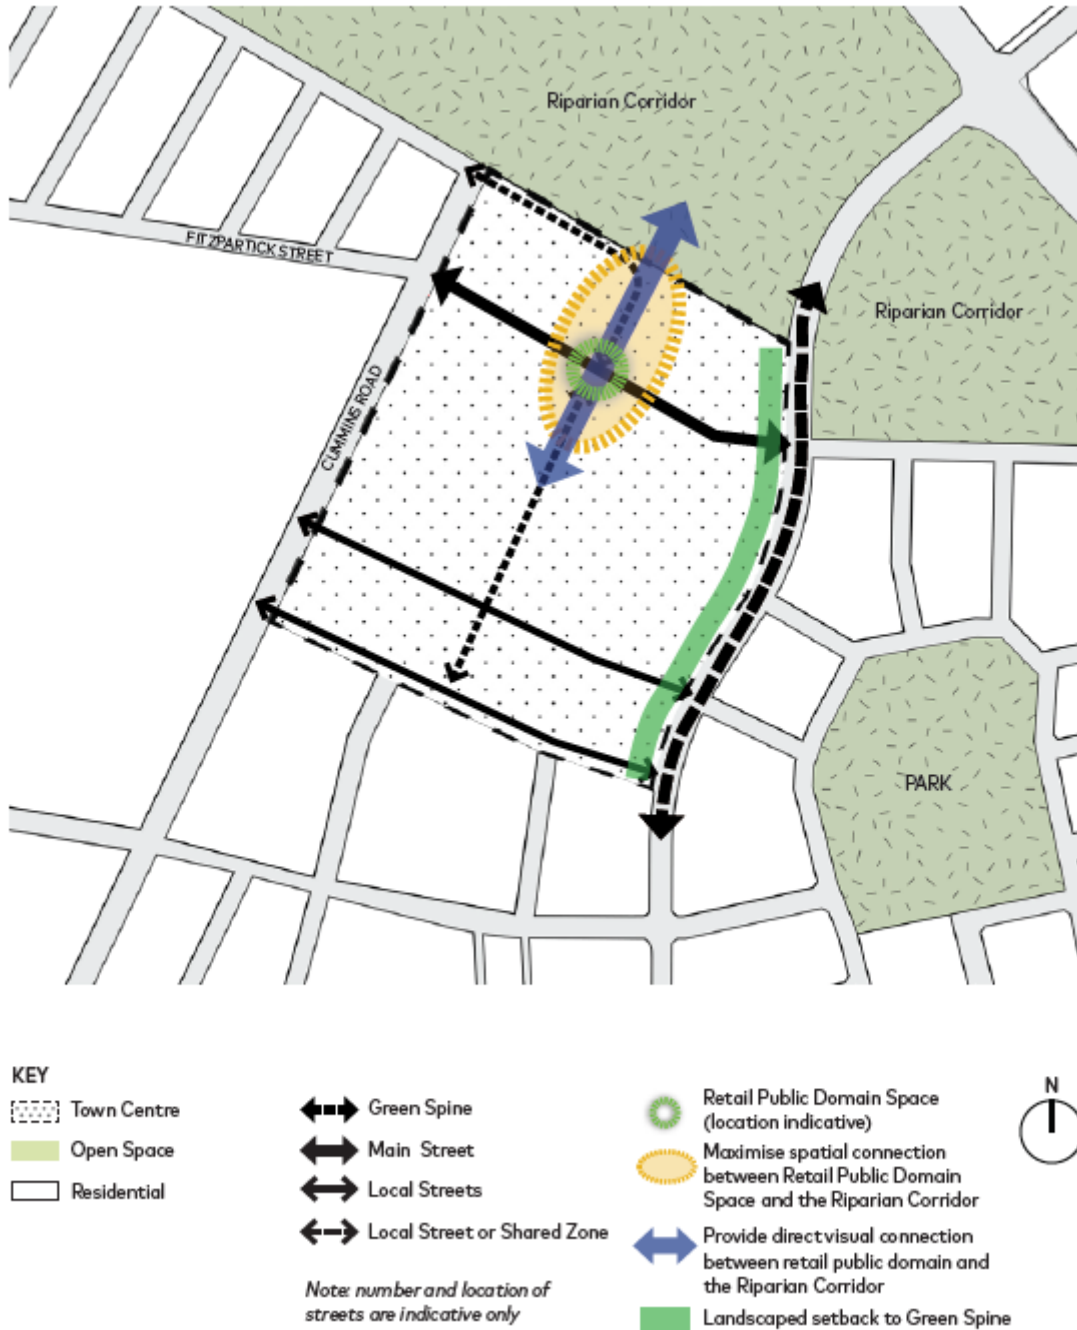 Riparian Corridor
FITZPARTICK STREET
Riparian Corridor
CUMMINS ROAD
PARK
KEY
Town Centre
Open Space
Residential
Green Spine
Main Street
Local Streets
Local Street or Shared Zone
Note: number and location of
streets are indicative only
Retail Public Domain Space
(location indicative)
Maximise spatial connection
between Retail Public Domain
Space and the Riparian Corridor
Provide direct visual connection
between retail public domain and
the Riparian Corridor
Landscaped setback to Green Spine
N